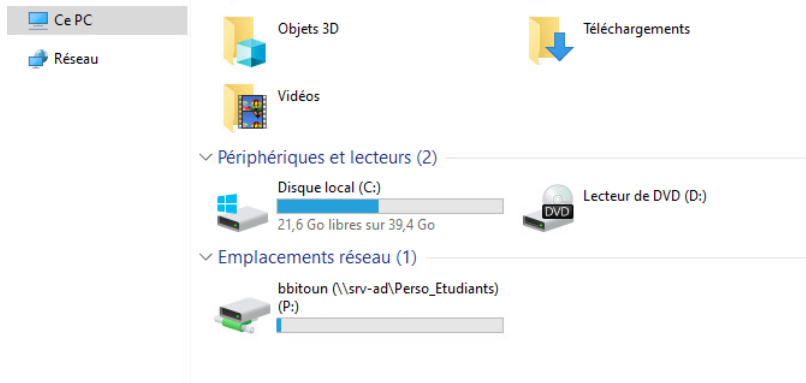 Ce PC
Réseau
Objets 3D
Téléchargements
Vidéos
Périphériques et lecteurs (2)
Disque local (C:)
21,6 Go libres sur 39,4 Go
DVD
Lecteur de DVD (D:)
Emplacements réseau (1)
bbitoun (\\srv-ad\Perso_Etudiants)
(P:)